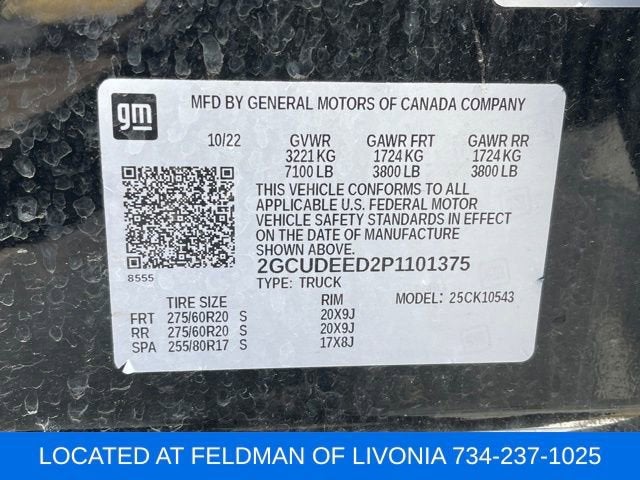 gm
MFD BY GENERAL MOTORS OF CANADA COMPANY
10/22 GVWR GAWR FRT GAWR RR
3221 KG 1724 KG 1724 KG
7100 LB 3800 LB 3800 LB
THIS VEHICLE CONFORMS TO ALL
APPLICABLE U.S. FEDERAL MOTOR
VEHICLE SAFETY STANDARDS IN EFFECT
ON THE DATE OF MANUFACTURE
SHOWN ABOVE.
8555
2GCUDEED2P1101375
TYPE: TRUCK
MODEL: 25CK10543
TIRE SIZE RIM
FRT 275/60R20 S 20X9J
RR 275/60R20 S 20X9J
SPA 255/80R17 S 17X8J
LOCATED AT FELDMAN OF LIVONIA 734-237-1025